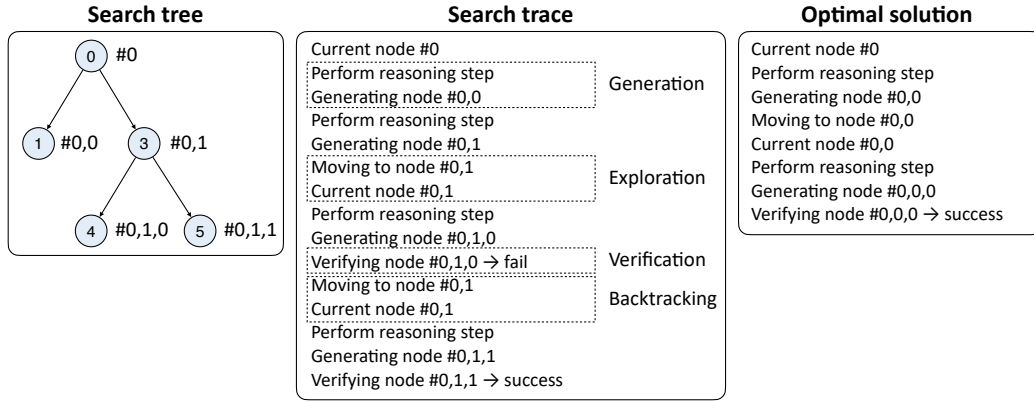 Search tree
0 #0
1 #0,0
3 #0,1
4 #0,1,0
5 #0,1,1
Search trace
Current node #0
Perform reasoning step
Generating node #0,0
Generation
Perform reasoning step
Generating node #0,1
Moving to node #0,1
Current node #0,1
Exploration
Perform reasoning step
Generating node #0,1,0
Verifying node #0,1,0 → fail
Verification
Moving to node #0,1
Current node #0,1
Backtracking
Perform reasoning step
Generating node #0,1,1
Verifying node #0,1,1 → success
Optimal solution
Current node #0
Perform reasoning step
Generating node #0,0
Moving to node #0,0
Current node #0,0
Perform reasoning step
Generating node #0,0,0
Verifying node #0,0,0 → success